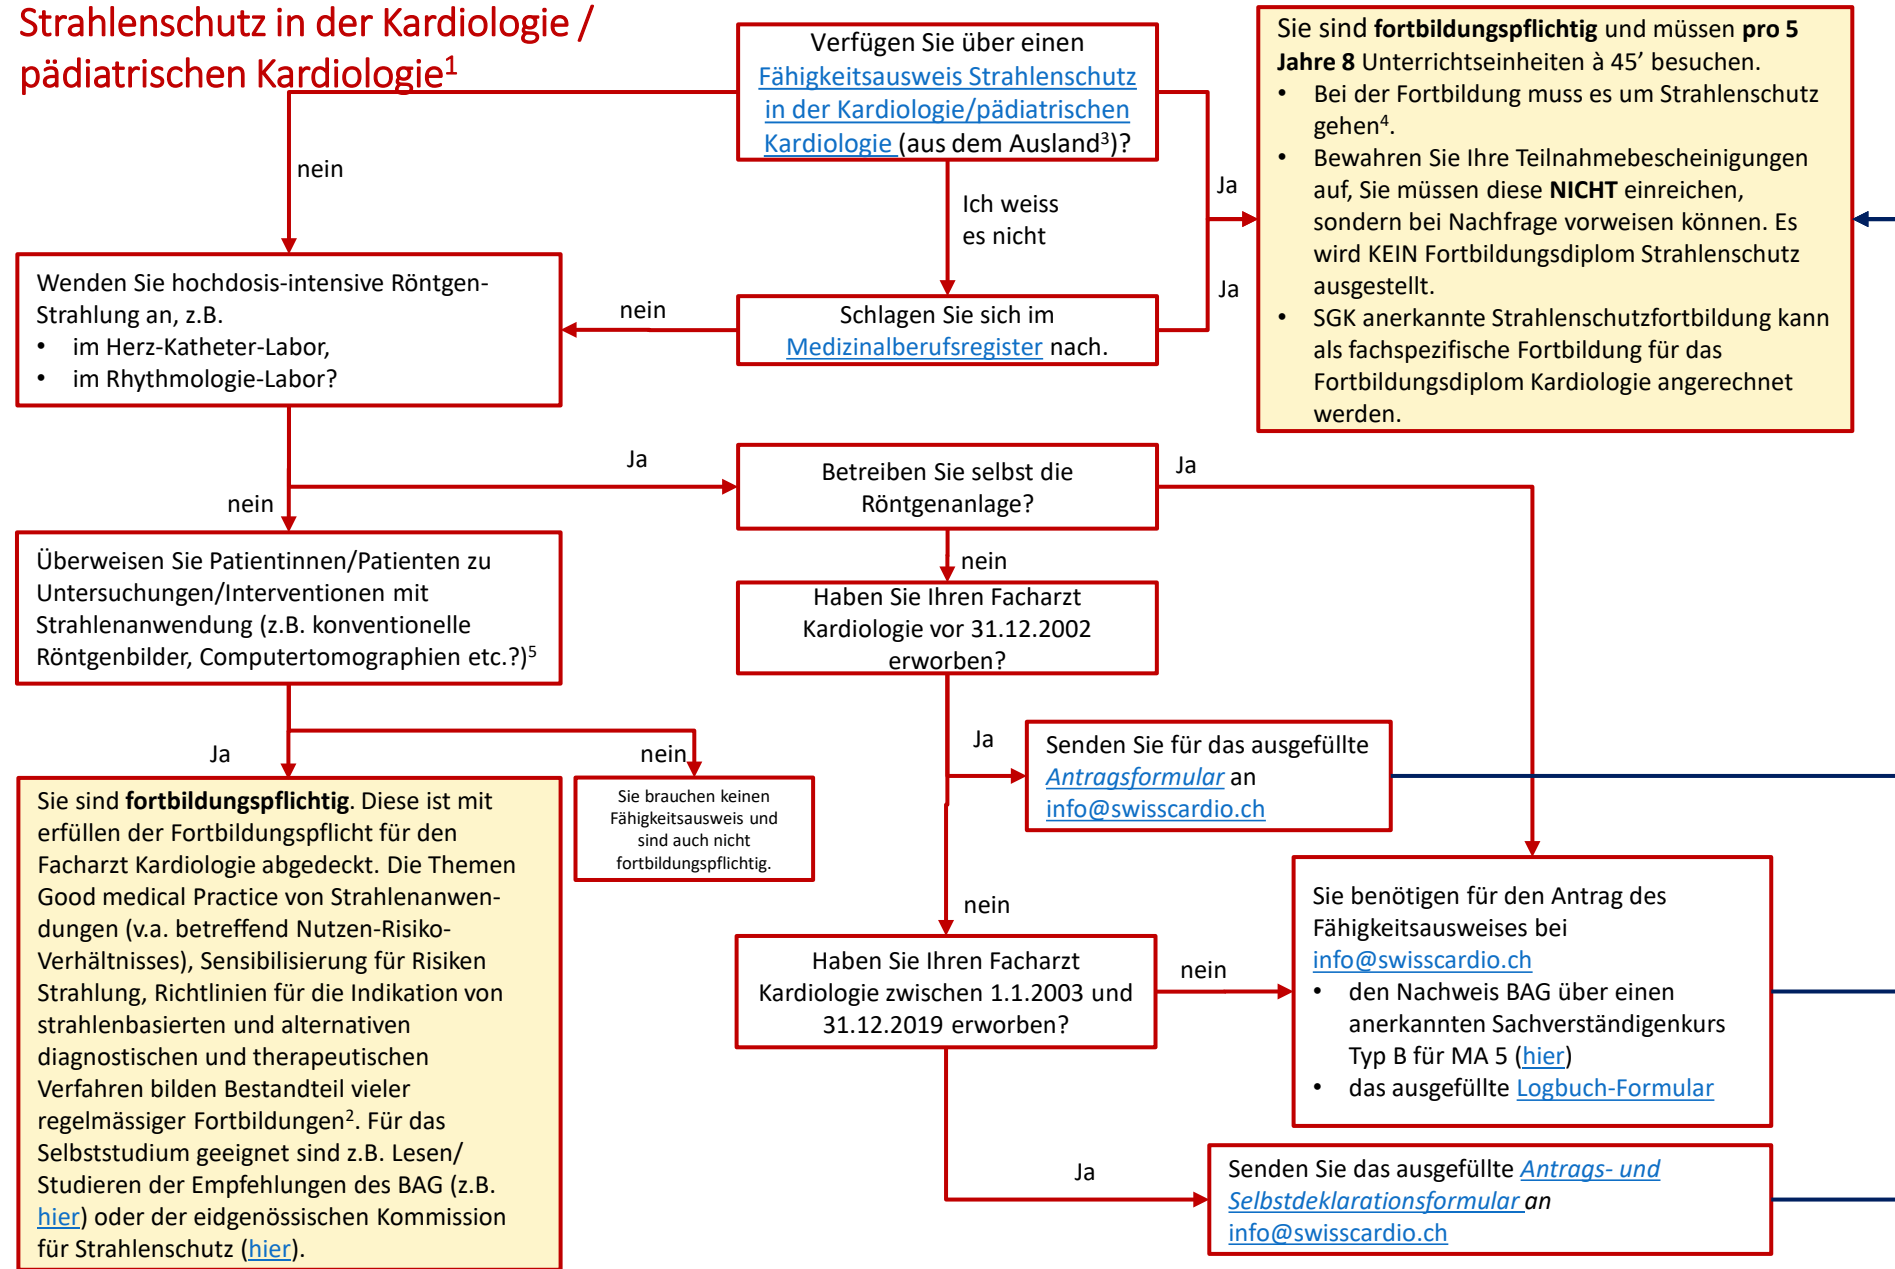 Strahlenschutz in der Kardiologie /
pädiatrischen Kardiologie¹
Verfügen Sie über einen
Fähigkeitsausweis Strahlenschutz
in der Kardiologie/pädiatrischen
Kardiologie (aus dem Ausland³)?
Sie sind fortbildungspflichtig und müssen pro 5
Jahre 8 Unterrichtseinheiten à 45’ besuchen.
• Bei der Fortbildung muss es um Strahlenschutz
gehen⁴.
• Bewahren Sie Ihre Teilnahmebescheinigungen
auf, Sie müssen diese NICHT einreichen,
sondern bei Nachfrage vorweisen können. Es
wird KEIN Fortbildungsdiplom Strahlenschutz
ausgestellt.
• SGK anerkannte Strahlenschutzfortbildung kann
als fachspezifische Fortbildung für das
Fortbildungsdiplom Kardiologie angerechnet
werden.
nein
Ich weiss
es nicht
Ja
Ja
Wenden Sie hochdosis-intensive Röntgen-
Strahlung an, z.B.
• im Herz-Katheter-Labor,
• im Rhythmologie-Labor?
nein
Schlagen Sie sich im
Medizinalberufsregister nach.
Ja
nein
Betreiben Sie selbst die
Röntgenanlage?
Ja
nein
Überweisen Sie Patientinnen/Patienten zu
Untersuchungen/Interventionen mit
Strahlenanwendung (z.B. konventionelle
Röntgenbilder, Computertomographien etc.?)⁵
Haben Sie Ihren Facharzt
Kardiologie vor 31.12.2002
erworben?
Ja
nein
Ja
Senden Sie für das ausgefüllte
Antragsformular an
info@swisscardio.ch
Sie sind fortbildungspflichtig. Diese ist mit
erfüllen der Fortbildungspflicht für den
Facharzt Kardiologie abgedeckt. Die Themen
Good medical Practice von Strahlenanwen-
dungen (v.a. betreffend Nutzen-Risiko-
Verhältnisses), Sensibilisierung für Risiken
Strahlung, Richtlinien für die Indikation von
strahlenbasierten und alternativen
diagnostischen und therapeutischen
Verfahren bilden Bestandteil vieler
regelmässiger Fortbildungen². Für das
Selbststudium geeignet sind z.B. Lesen/
Studieren der Empfehlungen des BAG (z.B.
hier) oder der eidgenössischen Kommission
für Strahlenschutz (hier).
Sie brauchen keinen
Fähigkeitsausweis und
sind auch nicht
fortbildungspflichtig.
nein
Haben Sie Ihren Facharzt
Kardiologie zwischen 1.1.2003 und
31.12.2019 erworben?
nein
Sie benötigen für den Antrag des
Fähigkeitsausweises bei
info@swisscardio.ch
• den Nachweis BAG über einen
anerkannten Sachverständigenkurs
Typ B für MA 5 (hier)
• das ausgefüllte Logbuch-Formular
Ja
Senden Sie das ausgefüllte Antrags- und
Selbstdeklarationsformular an
info@swisscardio.ch